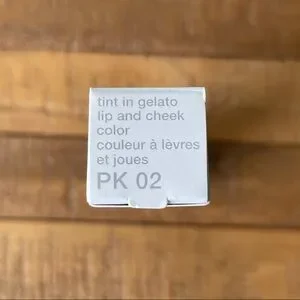 tint in gelato
lip and cheek
color
couleur à lèvres
et joues
PK 02